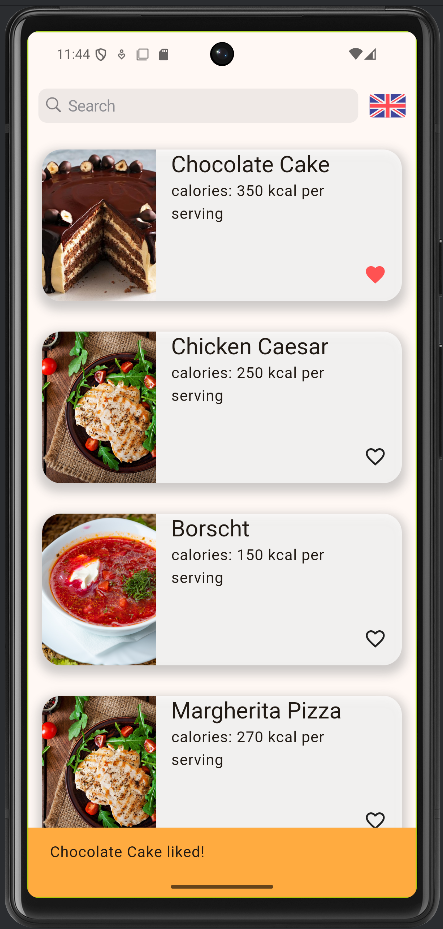 11:44
Search
Chocolate Cake
calories: 350 kcal per
serving
Chicken Caesar
calories: 250 kcal per
serving
Borscht
calories: 150 kcal per
serving
Margherita Pizza
calories: 270 kcal per
serving
Chocolate Cake liked!